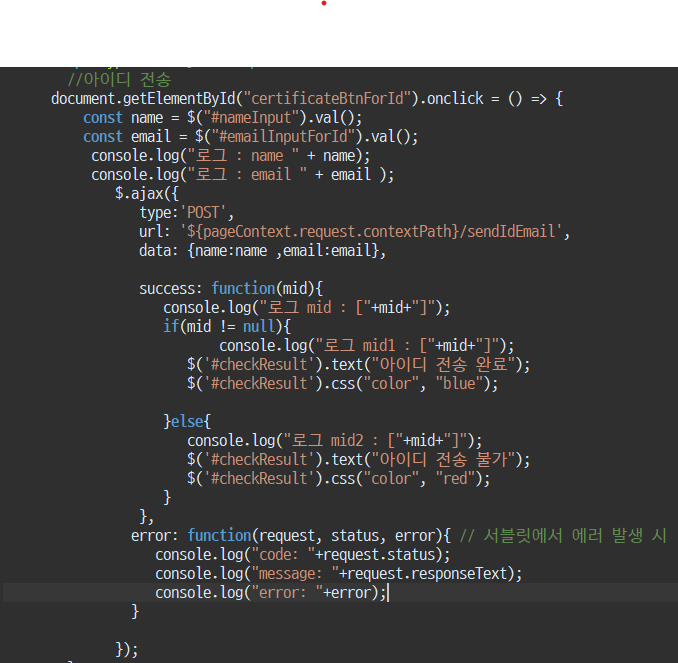 //아이디 전송
document.getElementById("certificateBtnForId").onclick = () => {
const name = $("#nameInput").val();
const email = $("#emailInputForId").val();
console.log("로그 : name " + name);
console.log("로그 : email " + email );
$.ajax({
type:'POST',
url: '${pageContext.request.contextPath}/sendIdEmail',
data: {name:name ,email:email},
success: function(mid){
console.log("로그 mid : ["+mid+"]");
if(mid != null){
console.log("로그 mid1 : ["+mid+"]");
$('#checkResult').text("아이디 전송 완료");
$('#checkResult').css("color", "blue");
}else{
console.log("로그 mid2 : ["+mid+"]");
$('#checkResult').text("아이디 전송 불가");
$('#checkResult').css("color", "red");
}
},
error: function(request, status, error){ // 서블릿에서 에러 발생 시
console.log("code: "+request.status);
console.log("message: "+request.responseText);
console.log("error: "+error);
}
});